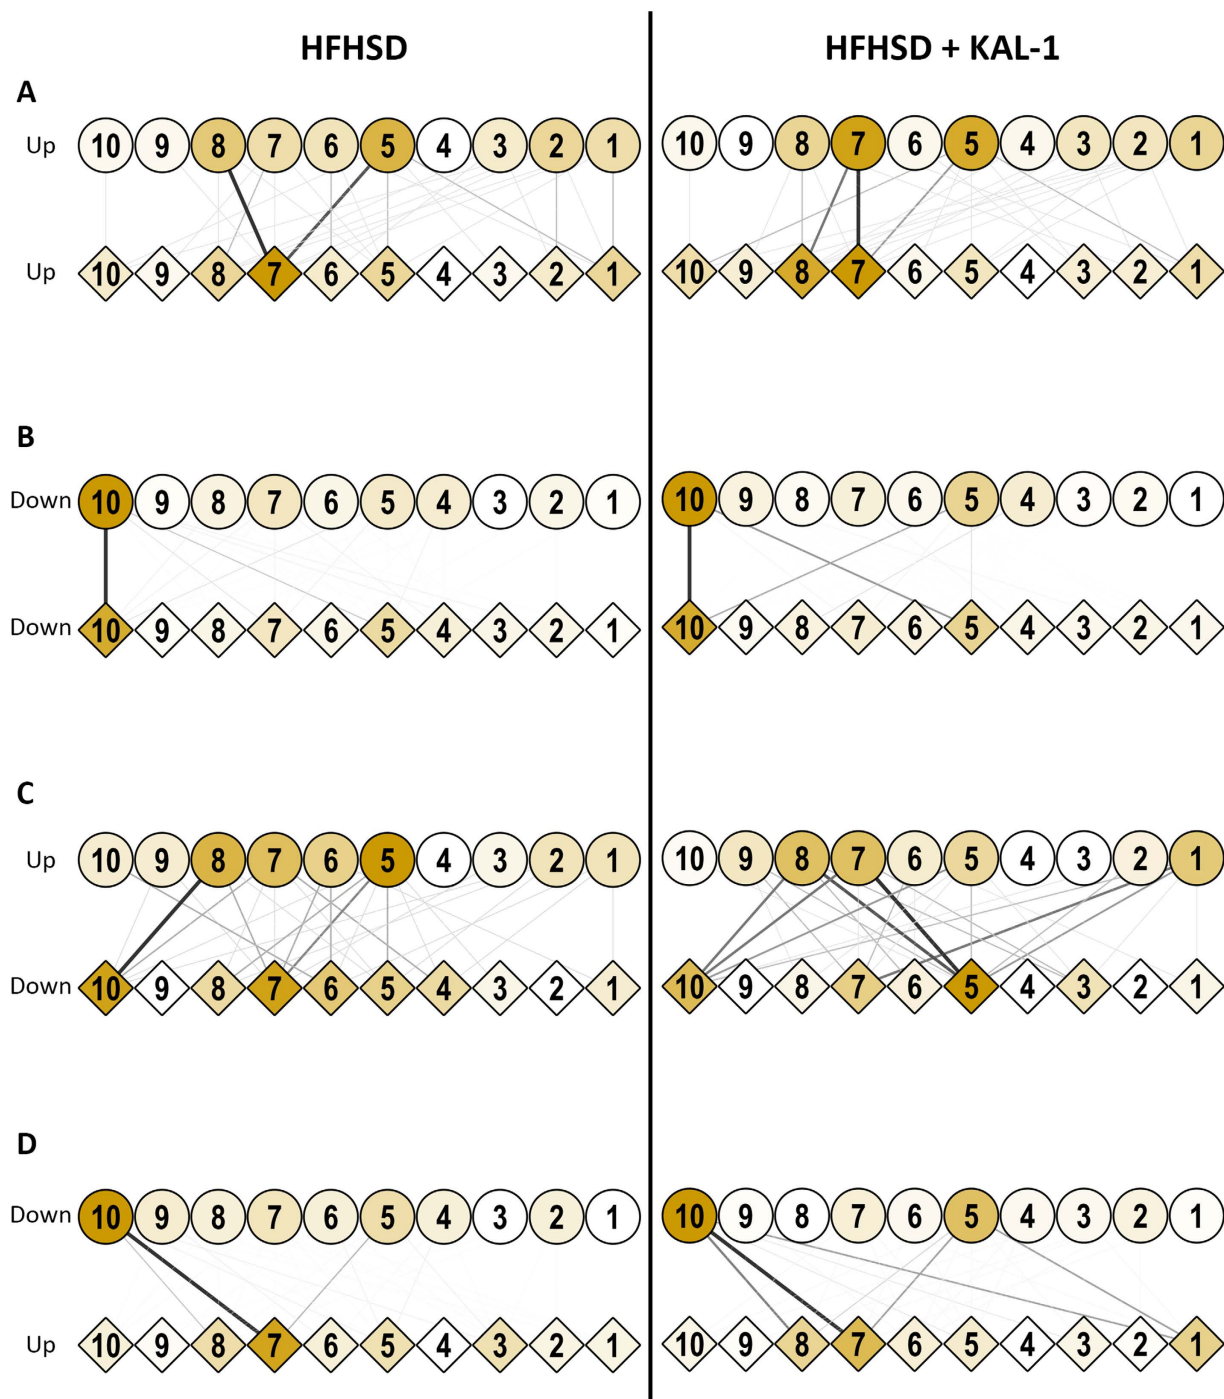 HFHSD HFHSD + KAL-1
A
Up 10 9 8 7 6 5 4 3 2 1 10 9 8 7 6 5 4 3 2 1
Up 10 9 8 7 6 5 4 3 2 1 10 9 8 7 6 5 4 3 2 1
B
Down 10 9 8 7 6 5 4 3 2 1 10 9 8 7 6 5 4 3 2 1
Down 10 9 8 7 6 5 4 3 2 1 10 9 8 7 6 5 4 3 2 1
C
Up 10 9 8 7 6 5 4 3 2 1 10 9 8 7 6 5 4 3 2 1
Down 10 9 8 7 6 5 4 3 2 1 10 9 8 7 6 5 4 3 2 1
D
Down 10 9 8 7 6 5 4 3 2 1 10 9 8 7 6 5 4 3 2 1
Up 10 9 8 7 6 5 4 3 2 1 10 9 8 7 6 5 4 3 2 1